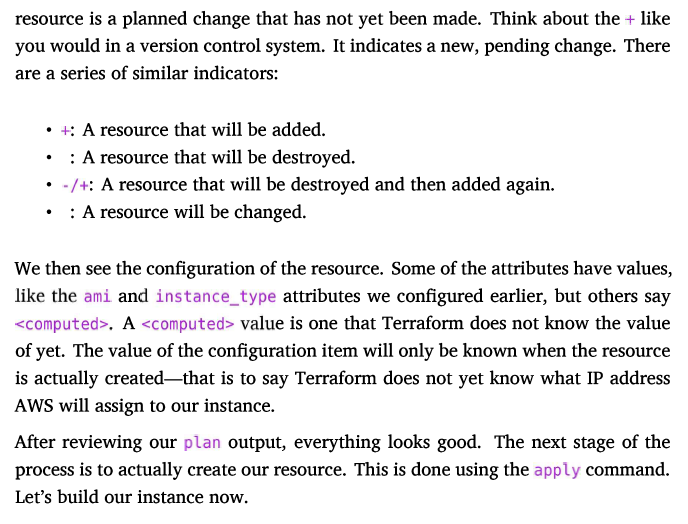 resource is a planned change that has not yet been made. Think about the + like
you would in a version control system. It indicates a new, pending change. There
are a series of similar indicators:
• +: A resource that will be added.
• : A resource that will be destroyed.
• -/+: A resource that will be destroyed and then added again.
• : A resource will be changed.
We then see the configuration of the resource. Some of the attributes have values,
like the ami and instance_type attributes we configured earlier, but others say
<computed>. A <computed> value is one that Terraform does not know the value
of yet. The value of the configuration item will only be known when the resource
is actually created—that is to say Terraform does not yet know what IP address
AWS will assign to our instance.
After reviewing our plan output, everything looks good. The next stage of the
process is to actually create our resource. This is done using the apply command.
Let’s build our instance now.